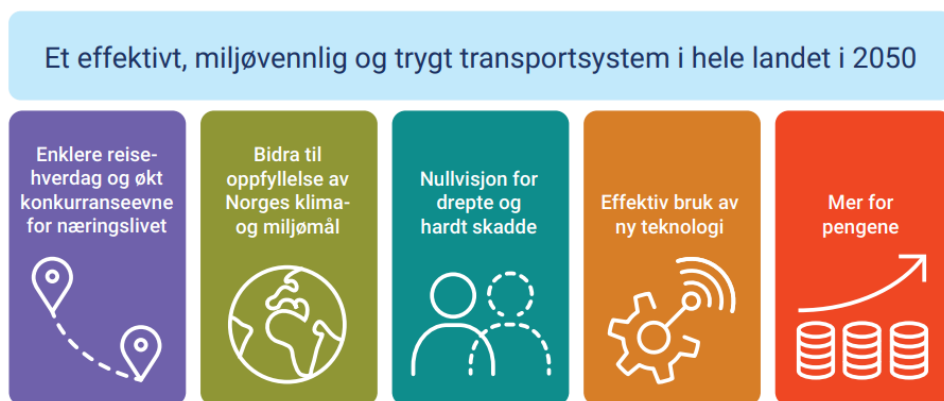 Et effektivt, miljøvennlig og trygt transportsystem i hele landet i 2050
Enklere reise-
hverdag og økt
konkurranseevne
for næringslivet
Bidra til
oppfyllelse av
Norges klima-
og miljømål
Nullvisjon for
drepte og
hardt skadde
Effektiv bruk av
ny teknologi
Mer for
pengene